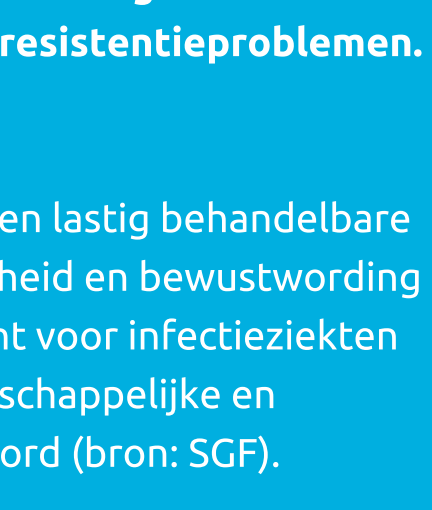 resistentieproblemen.
en lastig behandelbare
heid en bewustwording
nt voor infectieziekten
schappelijke en
ord (bron: SGF).